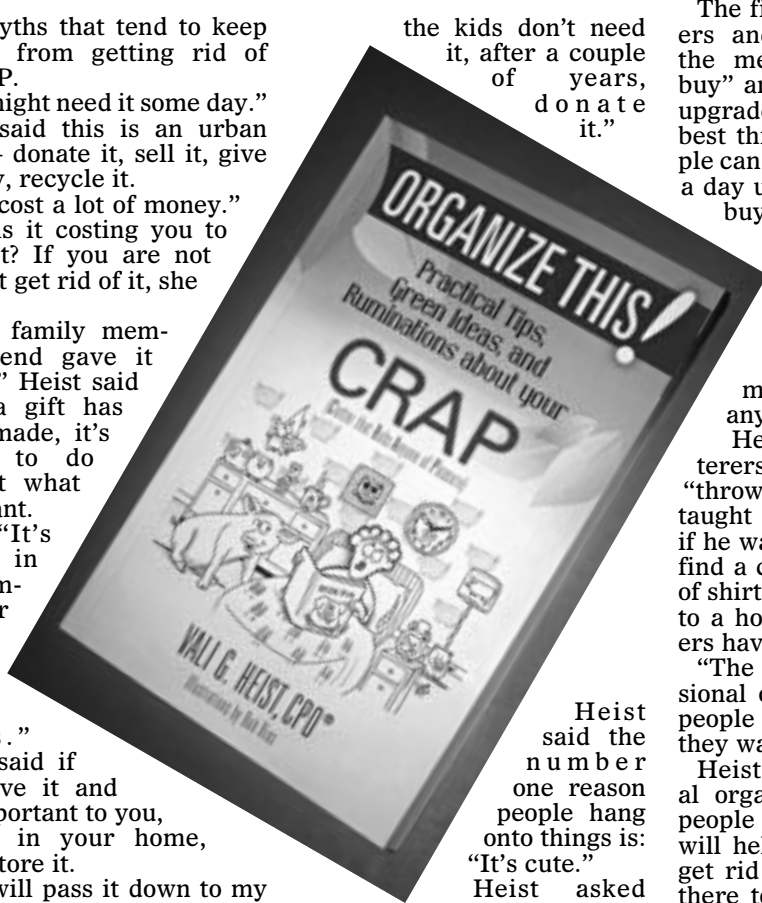 yths that tend to keep
from getting rid of
P.
night need it some day.”
said this is an urban
- donate it, sell it, give
y, recycle it.
cost a lot of money.”
is it costing you to
t? If you are not
t get rid of it, she
family mem-
end gave it
” Heist said
a gift has
made, it’s
to do
t what
nt.
“It’s
in
m-
r
s.”
said if
ve it and
portant to you,
in your home,
tore it.
will pass it down to my
the kids don’t need
it, after a couple
of years,
donate
it.”
ORGANIZE THIS!
Practical Tips,
Green Ideas, and
Ruminations about your
CRAP
VALI G. HEIST, CPO®
Illustrations by Bob
Heist
said the
number
one reason
people hang
onto things is:
“It’s cute.”
Heist asked
The fi
ers and
the me
buy” an
upgrade
best thi
ple can
a day u
buy
m
any
He
terers
“throw
taught
if he wa
find a c
of shirt
to a ho
ers hav
“The
sional o
people
they wa
Heist
al orga
people
will hel
get rid
there to